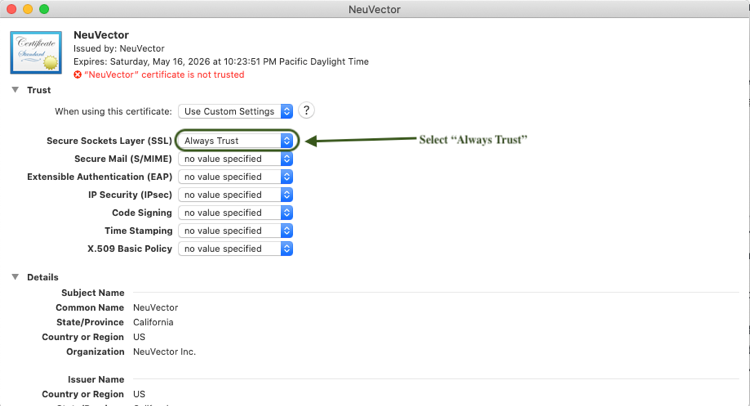 NeuVector
Certificate
Standard
NeuVector
Issued by: NeuVector
Expires: Saturday, May 16, 2026 at 10:23:51 PM Pacific Daylight Time
"NeuVector" certificate is not trusted
Trust
When using this certificate: Use Custom Settings ?
Secure Sockets Layer (SSL) Always Trust Select “Always Trust”
Secure Mail (S/MIME) no value specified
Extensible Authentication (EAP) no value specified
IP Security (IPsec) no value specified
Code Signing no value specified
Time Stamping no value specified
X.509 Basic Policy no value specified
Details
Subject Name
Common Name NeuVector
State/Province California
Country or Region US
Organization NeuVector Inc.
Issuer Name
Country or Region US